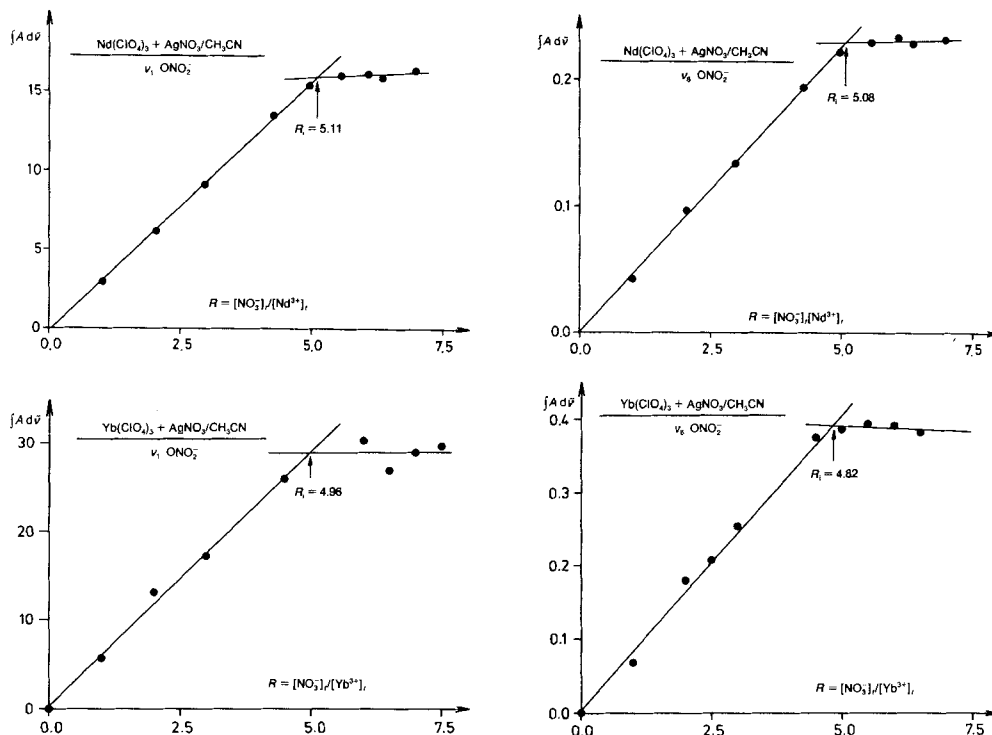 ∫A dν̃
Nd(ClO₄)₃ + AgNO₃/CH₃CN
ν₁ ONO₂⁻
15
10
5
0
Rᵢ = 5.11
R = [NO₃⁻]ₜ/[Nd³⁺]ₜ
0.0 2.5 5.0 7.5
∫A dν̃
Nd(ClO₄)₃ + AgNO₃/CH₃CN
ν₆ ONO₂⁻
0.2
0.1
0.0
Rᵢ = 5.08
R = [NO₃⁻]ₜ[Nd³⁺]ₜ
0.0 2.5 5.0 7.5
∫A dν̃
Yb(ClO₄)₃ + AgNO₃/CH₃CN
ν₁ ONO₂⁻
30
20
10
0
Rᵢ = 4.96
R = [NO₃⁻]ₜ/[Yb³⁺]ₜ
0.0 2.5 5.0 7.5
∫A dν̃
Yb(ClO₄)₃ + AgNO₃/CH₃CN
ν₆ ONO₂⁻
0.4
0.3
0.2
0.1
0.0
Rᵢ = 4.82
R = [NO₃⁻]ₜ/[Yb³⁺]ₜ
0.0 2.5 5.0 7.5